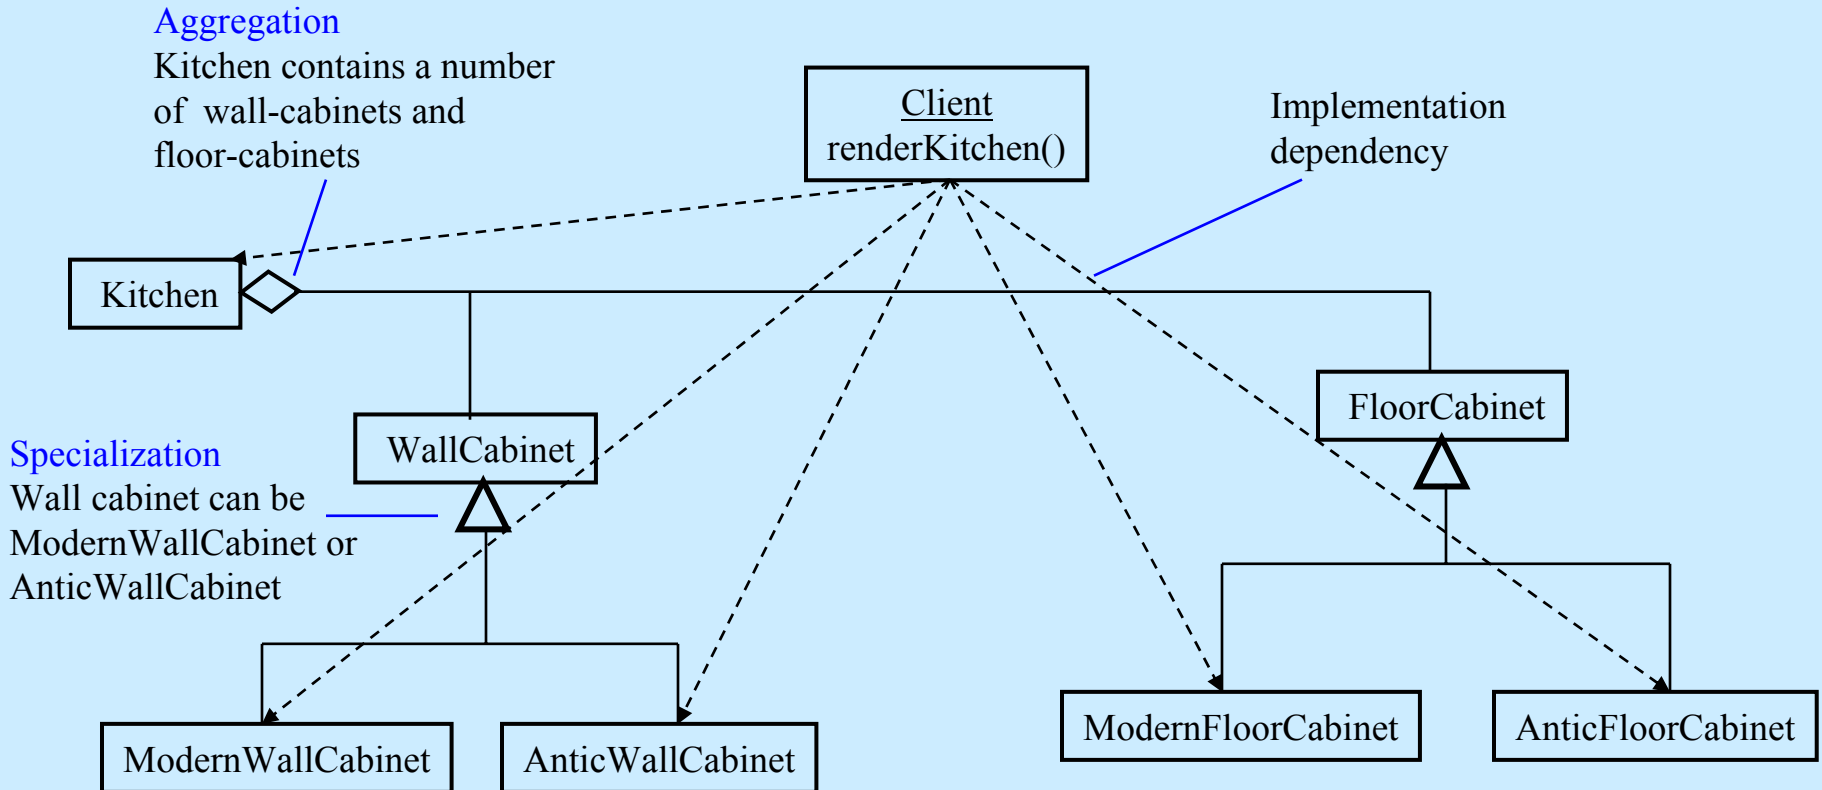 Aggregation
Kitchen contains a number
of wall-cabinets and
floor-cabinets
Client
renderKitchen()
Implementation
dependency
Kitchen
FloorCabinet
WallCabinet
Specialization
Wall cabinet can be
ModernWallCabinet or
AnticWallCabinet
ModernFloorCabinet
AnticFloorCabinet
ModernWallCabinet
AnticWallCabinet